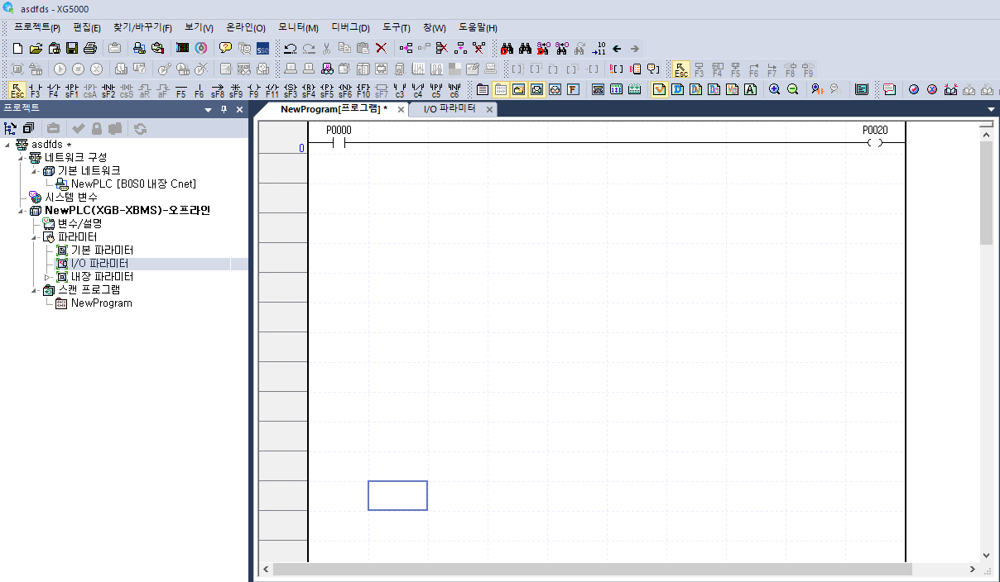 asdfds - XG5000
프로젝트(P) 편집(E) 찾기/바꾸기(F) 보기(V) 온라인(O) 모니터(M) 디버그(D) 도구(T) 창(W) 도움말(H)
Esc F3 F4 F5 F6 F7 F8 F9
Esc F3 F4 sF1 csA sF2 csS aR aF F5 F6 sF8 sF9 F9 F11 sF3 sF4 sF5 sF6 F10 sF7 c3 c4 c5 c6
프로젝트
NewProgram[프로그램] * I/O 파라미터
asdfds *
네트워크 구성
기본 네트워크
NewPLC [B0S0 내장 Cnet]
시스템 변수
NewPLC(XGB-XBMS)-오프라인
변수/설명
파라미터
기본 파라미터
I/O 파라미터
내장 파라미터
스캔 프로그램
NewProgram
P0000 P0020
0